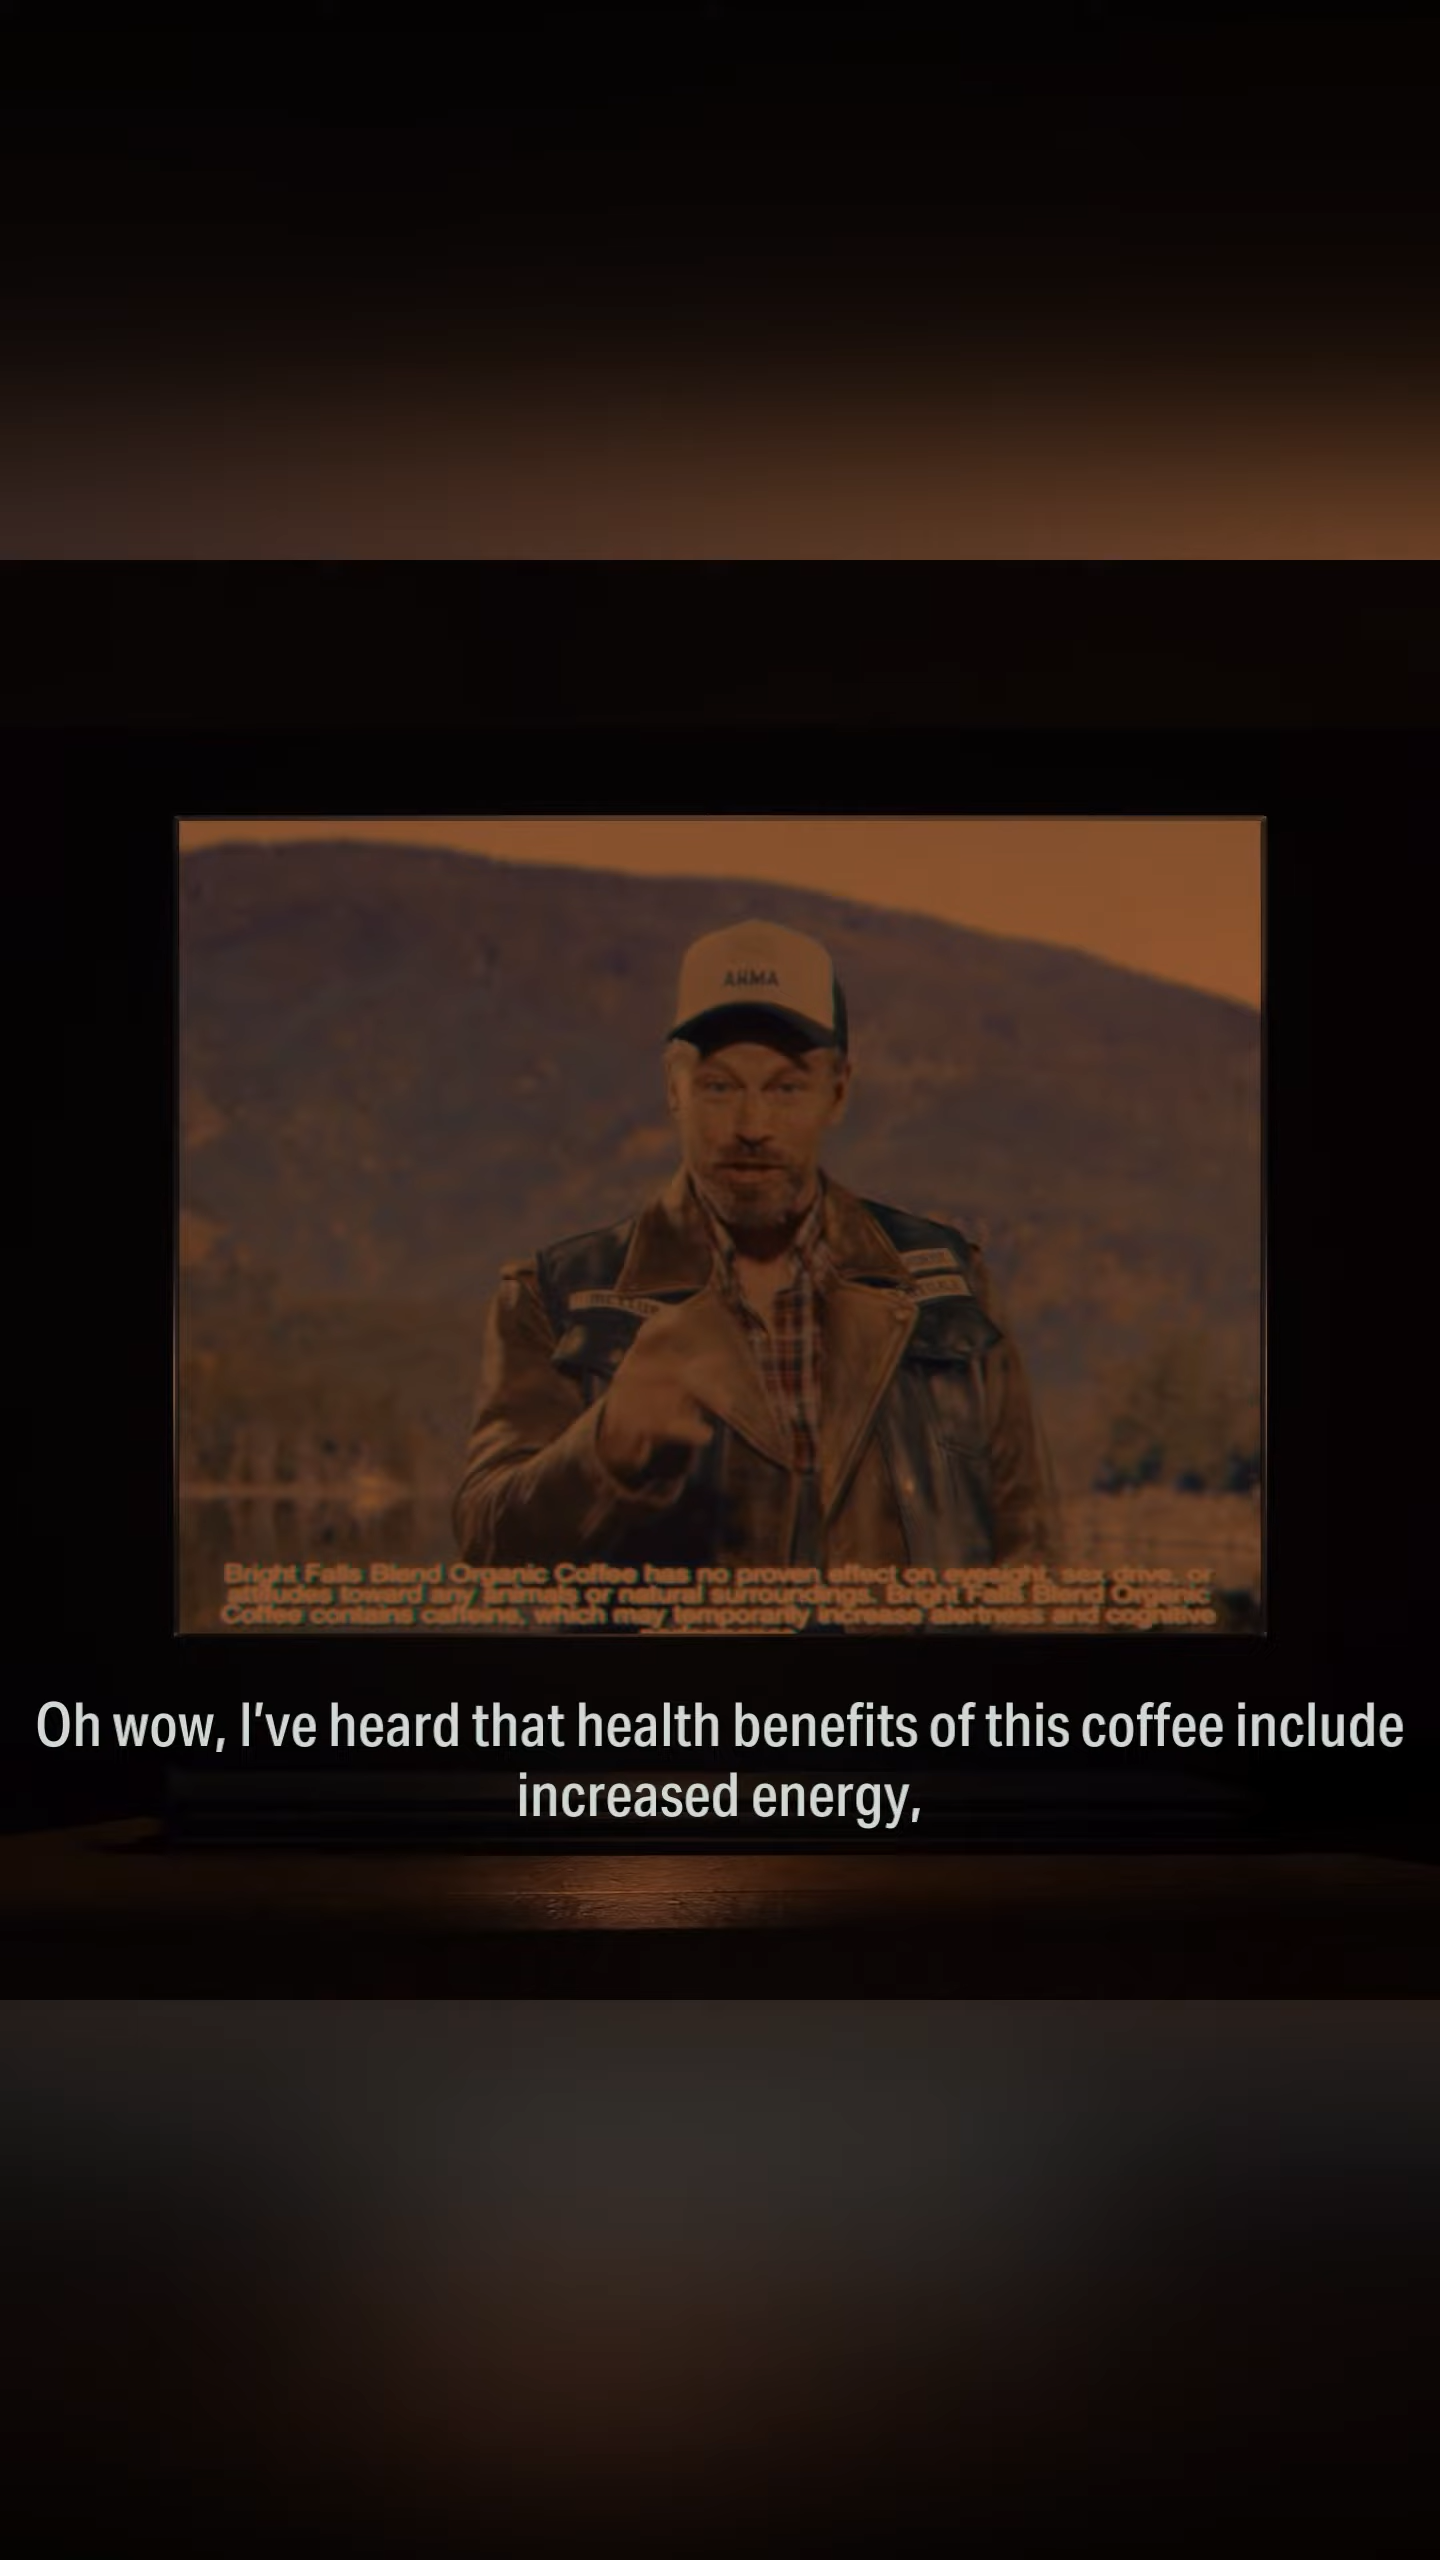 AHMA
Bright Falls Blend Organic Coffee has no proven effect on eyesight, sex drive, or
attitudes toward any animals or natural surroundings. Bright Falls Blend Organic
Coffee contains caffeine, which may temporarily increase alertness and cognitive
Oh wow, I've heard that health benefits of this coffee include
increased energy,